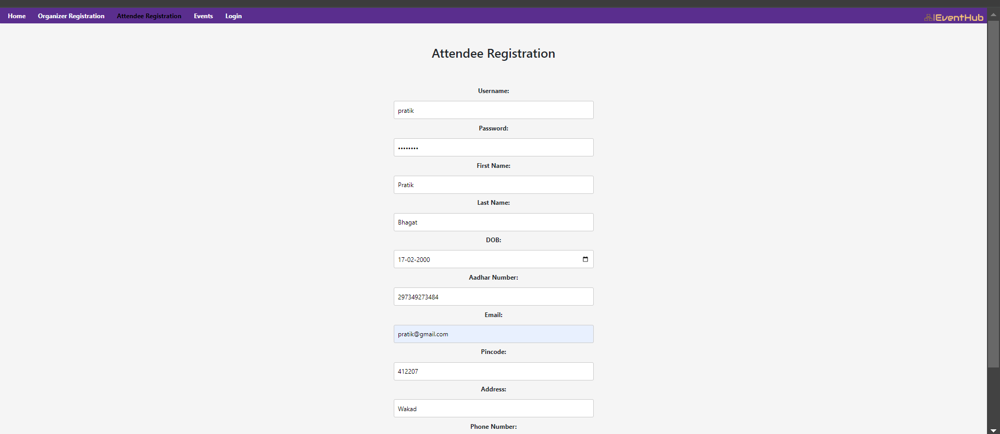 Home Organizer Registration Attendee Registration Events Login EventHub
Attendee Registration
Username:
pratik
Password:
••••••••
First Name:
Pratik
Last Name:
Bhagat
DOB:
17-02-2000
Aadhar Number:
297349273484
Email:
pratik@gmail.com
Pincode:
412207
Address:
Wakad
Phone Number: